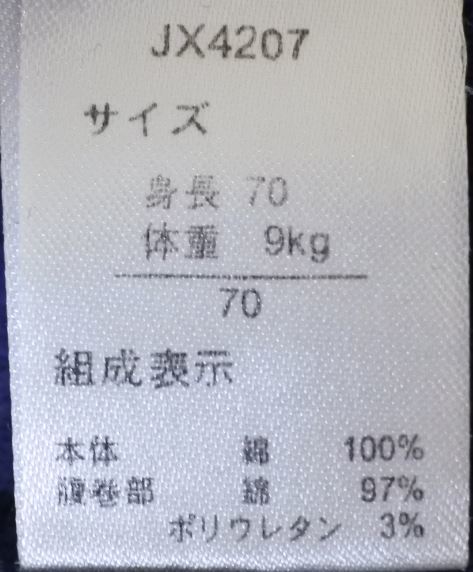 JX4207
サイズ
身長 70
体重 9kg
70
組成表示
本体 綿 100%
腹巻部 綿 97%
ポリウレタン 3%